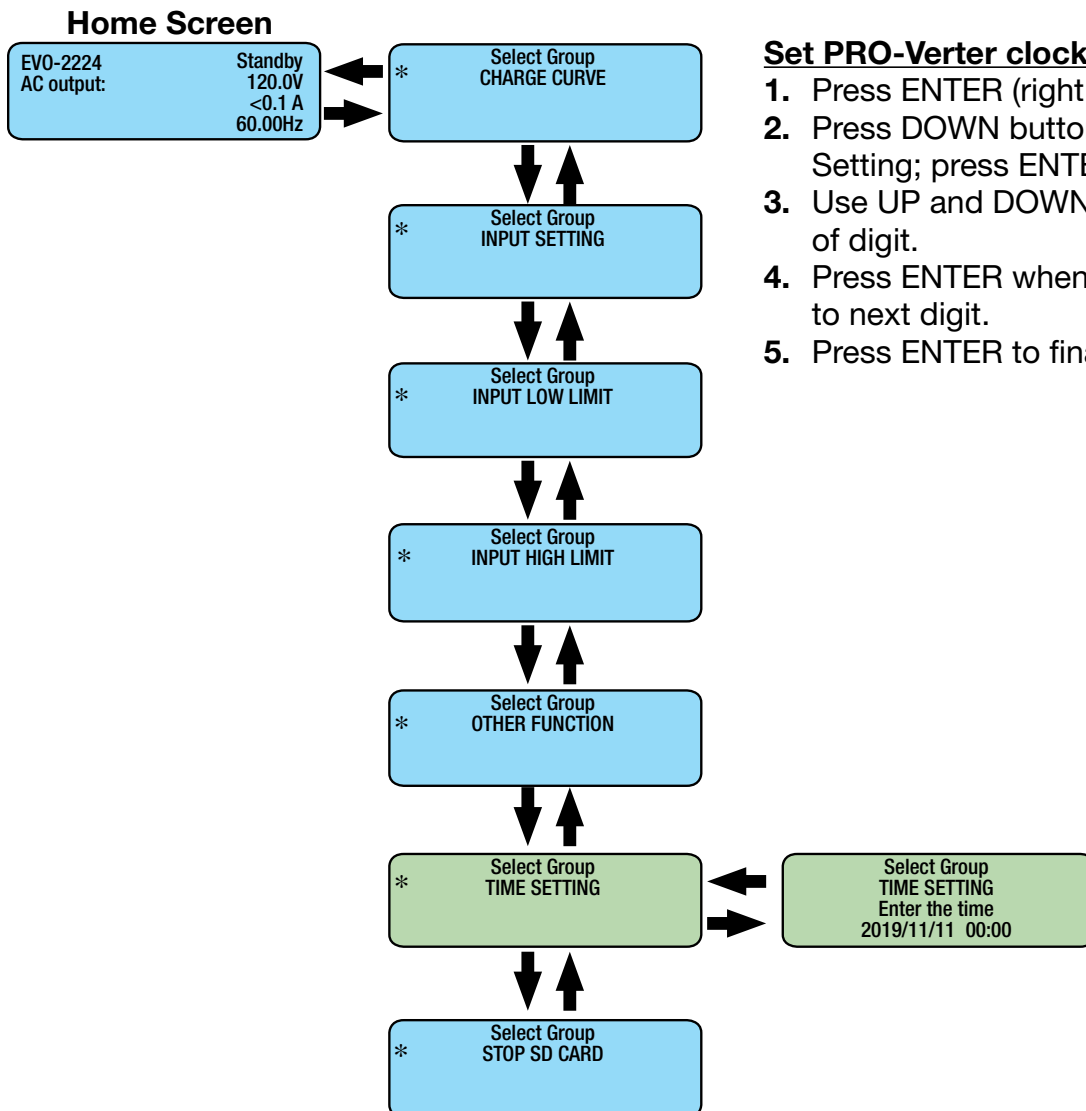 Home Screen
EVO-2224 Standby
AC output: 120.0V
<0.1 A
60.00Hz
* Select Group
CHARGE CURVE
Select Group
* INPUT SETTING
Select Group
* INPUT LOW LIMIT
Select Group
* INPUT HIGH LIMIT
Select Group
* OTHER FUNCTION
Select Group
* TIME SETTING
Select Group
TIME SETTING
Enter the time
2019/11/11 00:00
Select Group
* STOP SD CARD
Set PRO-Verter clock
1. Press ENTER (right
2. Press DOWN
Setting; press
3. Use UP and DOWN
of digit.
4. Press ENTER when
to next digit.
5. Press ENTER to